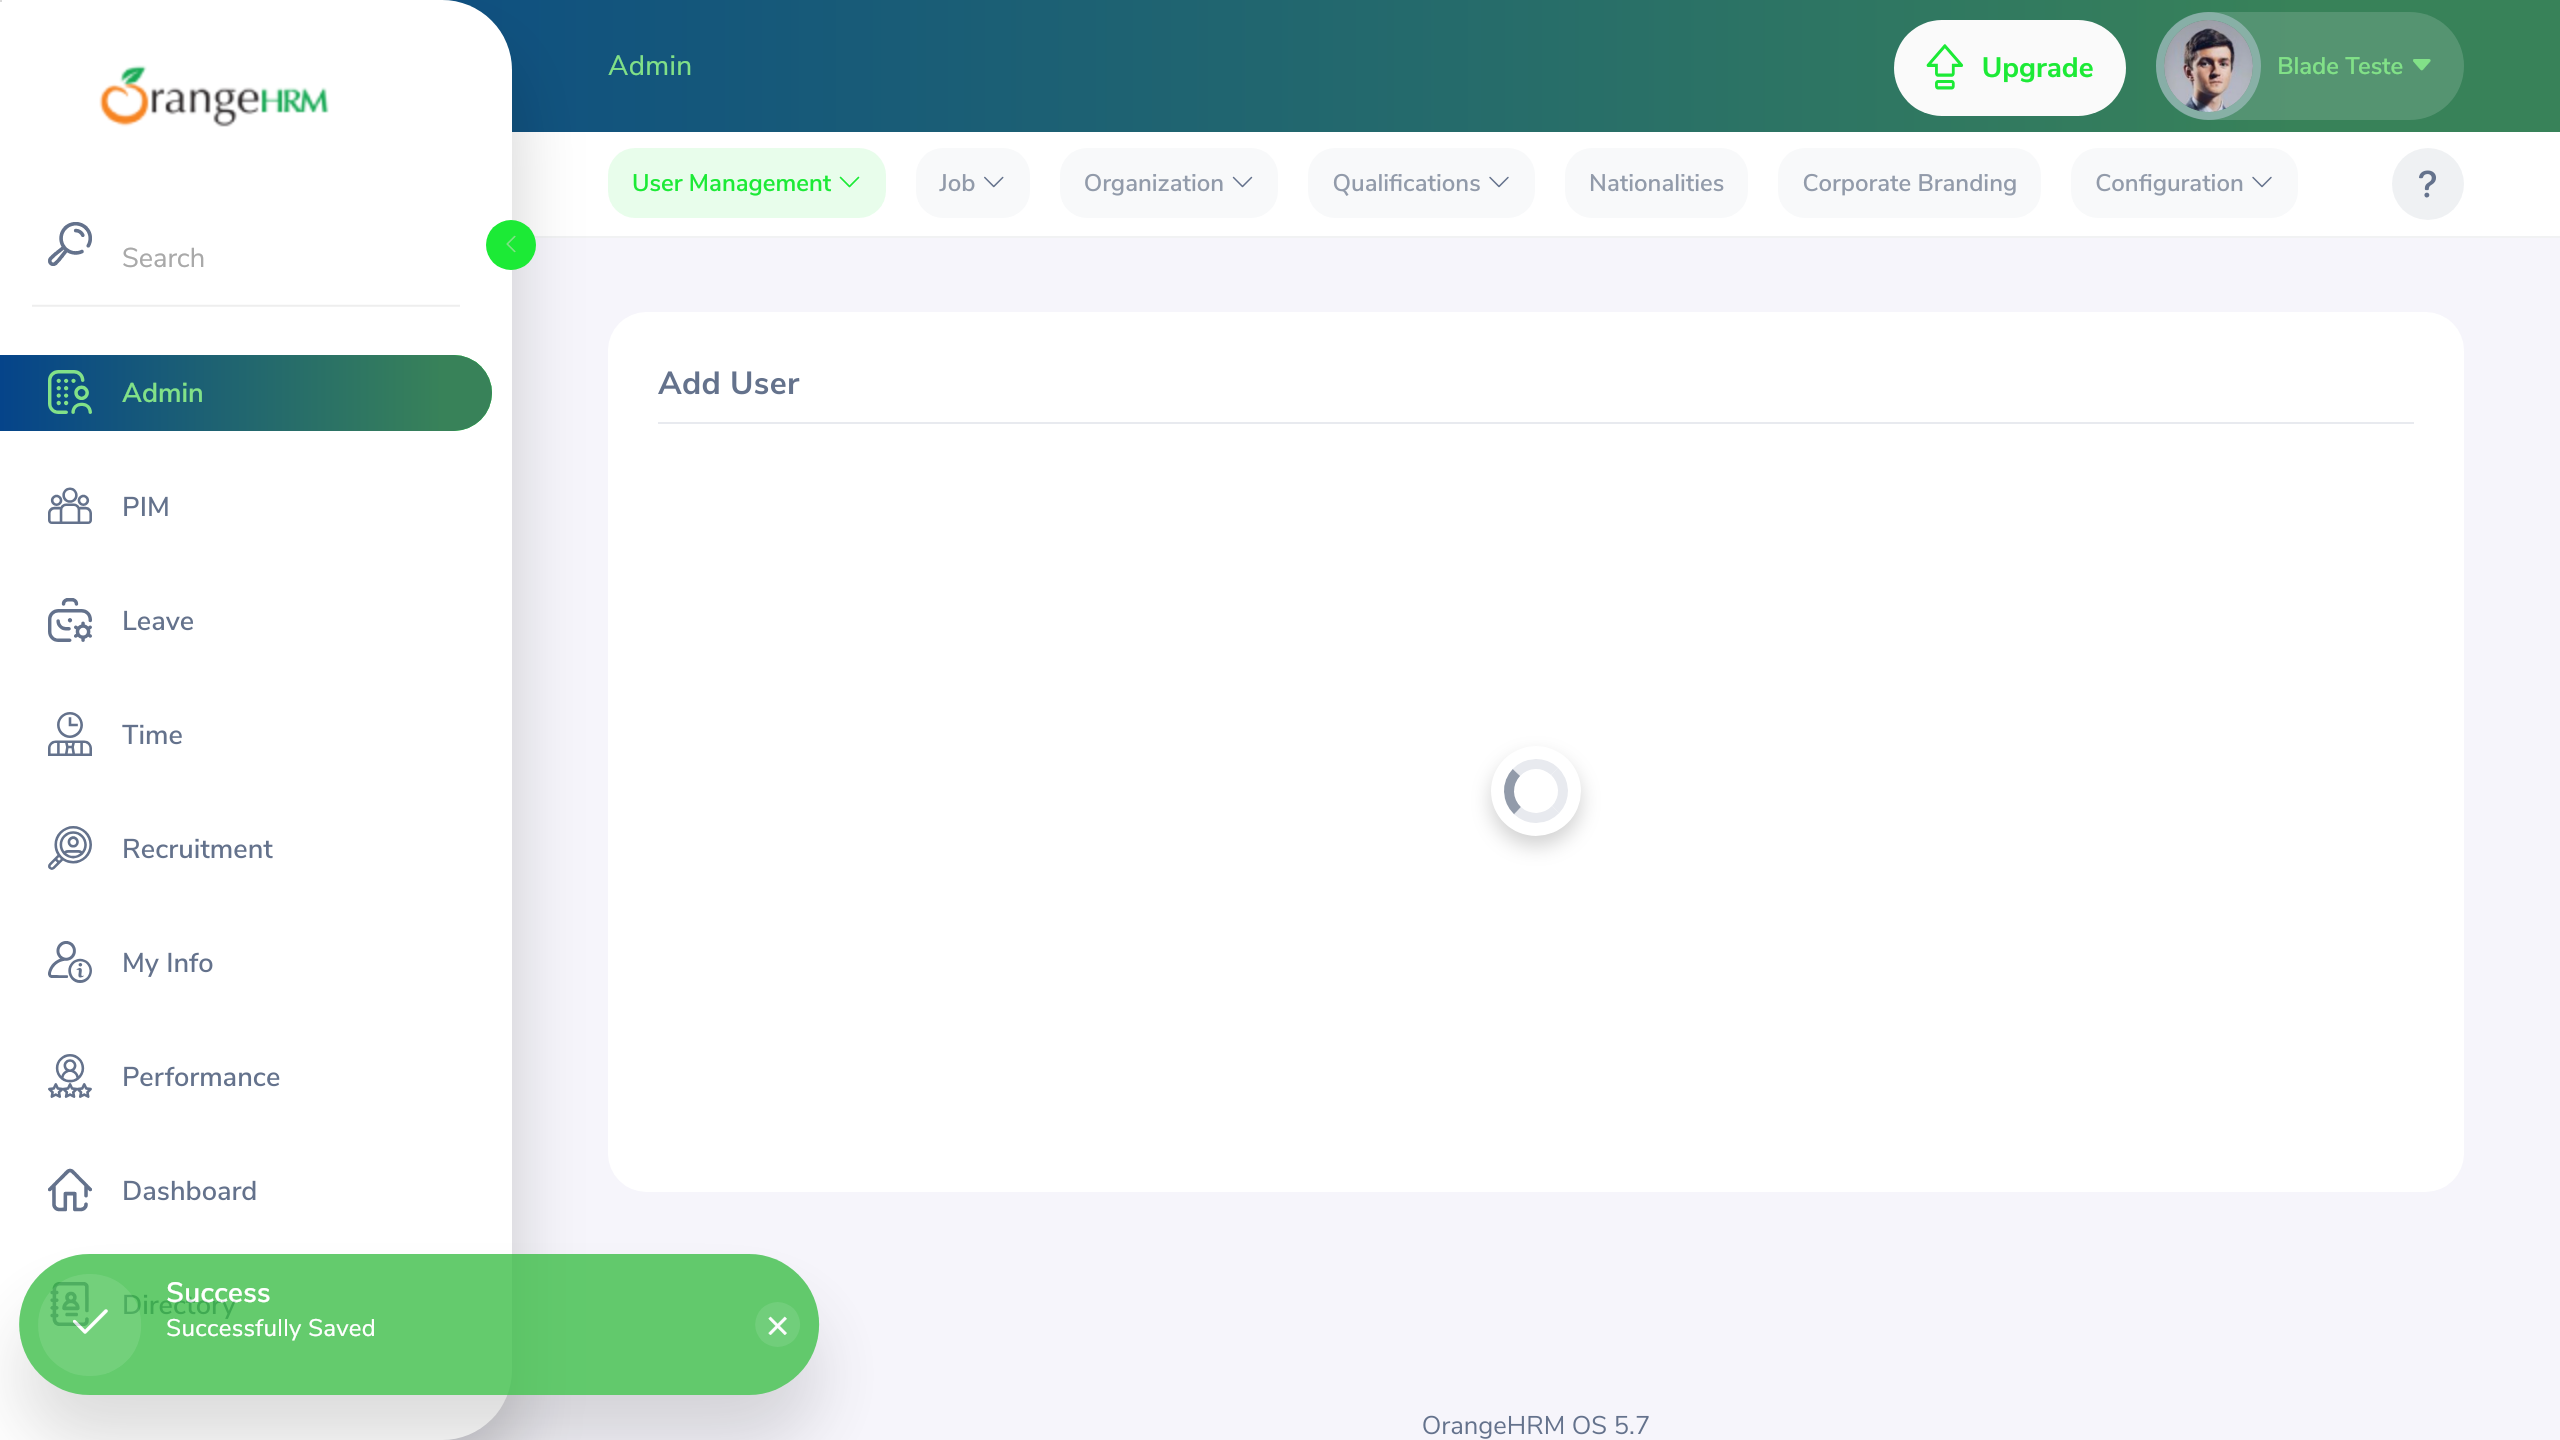 OrangeHRM
Admin
Upgrade
Blade Teste
User Management
Job
Organization
Qualifications
Nationalities
Corporate Branding
Configuration
?
Search
Admin
PIM
Leave
Time
Recruitment
My Info
Performance
Dashboard
Directory
Add User
Success
Successfully Saved
OrangeHRM OS 5.7